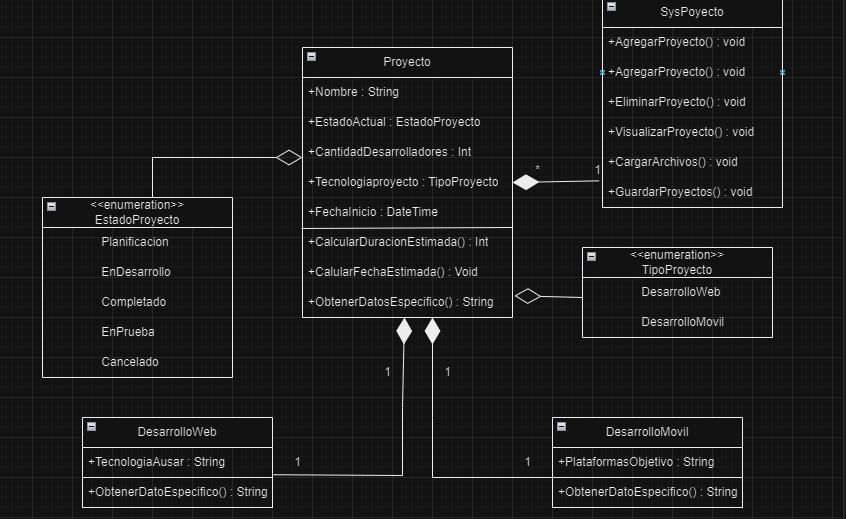 SysPoyecto
+AgregarProyecto() : void
+AgregarProyecto() : void
+EliminarProyecto() : void
+VisualizarProyecto() : void
+CargarArchivos() : void
+GuardarProyectos() : void
Proyecto
+Nombre : String
+EstadoActual : EstadoProyecto
+CantidadDesarrolladores : Int
+Tecnologiaproyecto : TipoProyecto
+FechaInicio : DateTime
+CalcularDuracionEstimada() : Int
+CalularFechaEstimada() : Void
+ObtenerDatosEspecifico() : String
*
1
<<enumeration>>
EstadoProyecto
Planificacion
EnDesarrollo
Completado
EnPrueba
Cancelado
<<enumeration>>
TipoProyecto
DesarrolloWeb
DesarrolloMovil
1
1
DesarrolloWeb
+TecnologiaAusar : String
+ObtenerDatoEspecifico() : String
1
1
DesarrolloMovil
+PlataformasObjetivo : String
+ObtenerDatoEspecifico() : String